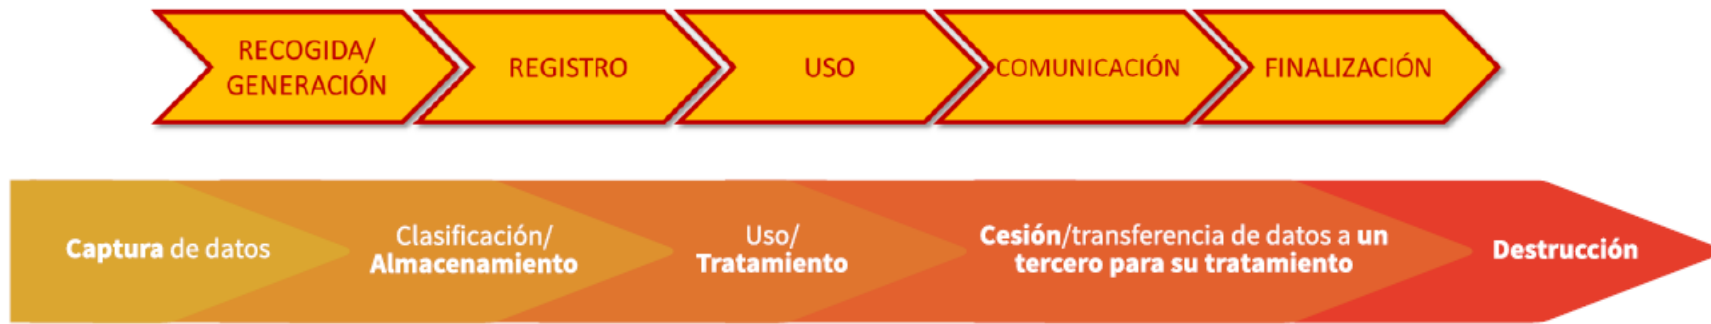 RECOGIDA/
GENERACIÓN
REGISTRO
USO
COMUNICACIÓN
FINALIZACIÓN
Captura de datos
Clasificación/
Almacenamiento
Uso/
Tratamiento
Cesión/transferencia de datos a un
tercero para su tratamiento
Destrucción